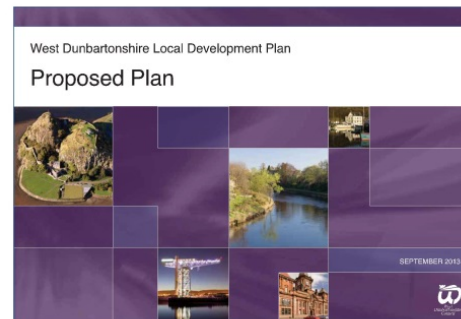 West Dunbartonshire Local Development Plan
Proposed Plan
SEPTEMBER 2013